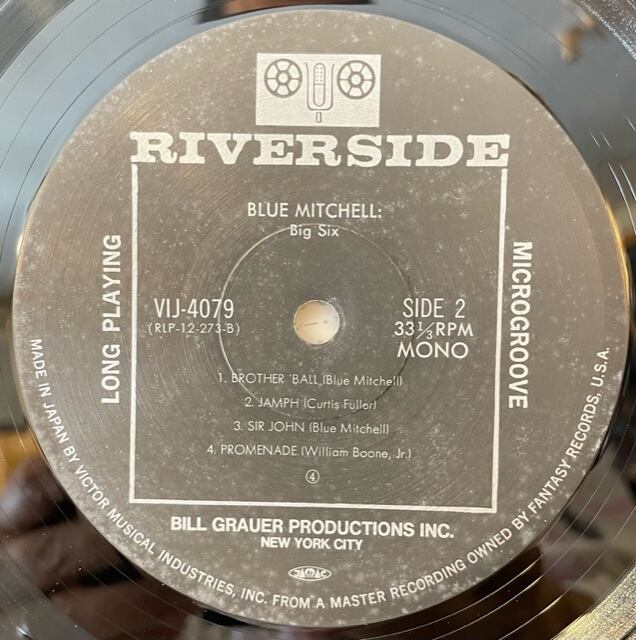 RIVERSIDE
BLUE MITCHELL:
Big Six
LONG PLAYING
MICROGROOVE
VIJ-4079
(RLP-12-273-B)
SIDE 2
33 1/3 RPM
MONO
1. BROTHER 'BALL (Blue Mitchell)
2. JAMPH (Curtis Fuller)
3. SIR JOHN (Blue Mitchell)
4. PROMENADE (William Boone, Jr.)
④
BILL GRAUER PRODUCTIONS INC.
NEW YORK CITY
JASRAC
MADE IN JAPAN BY VICTOR MUSICAL INDUSTRIES, INC. FROM A MASTER RECORDING OWNED BY FANTASY RECORDS, U.S.A.